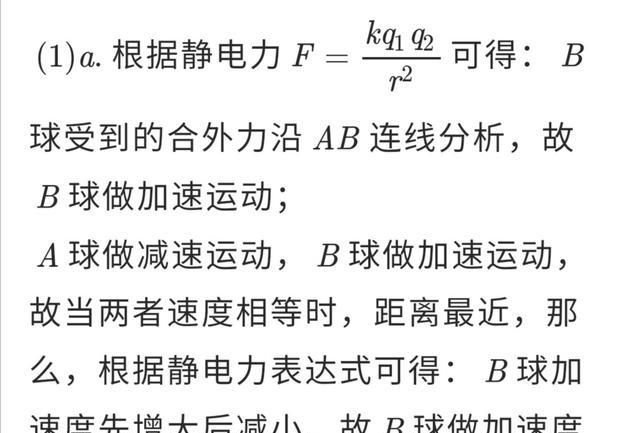 (1)a. 根据静电力 F = \frac{kq_1 q_2}{r^2} 可得： B
球受到的合外力沿 AB 连线分析，故
B 球做加速运动；
A 球做减速运动， B 球做加速运动，
故当两者速度相等时，距离最近，那
么，根据静电力表达式可得： B 球加
速度先增大后减小，故 B 球做加速度